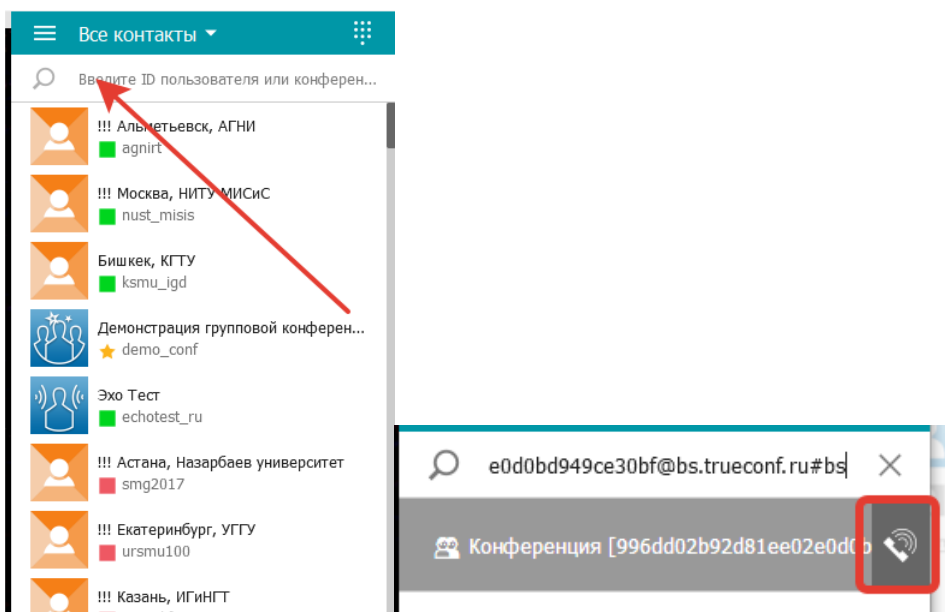 Все контакты
Введите ID пользователя или конферен...
!!! Альметьевск, АГНИ
agnirt
!!! Москва, НИТУ МИСиС
nust_misis
Бишкек, КГТУ
ksmu_igd
Демонстрация групповой конферен...
demo_conf
Эхо Тест
echotest_ru
!!! Астана, Назарбаев университет
smg2017
!!! Екатеринбург, УГГУ
ursmu100
!!! Казань, ИГиНГТ
e0d0bd949ce30bf@bs.trueconf.ru#bs
Конференция [996dd02b92d81ee02e0d0b